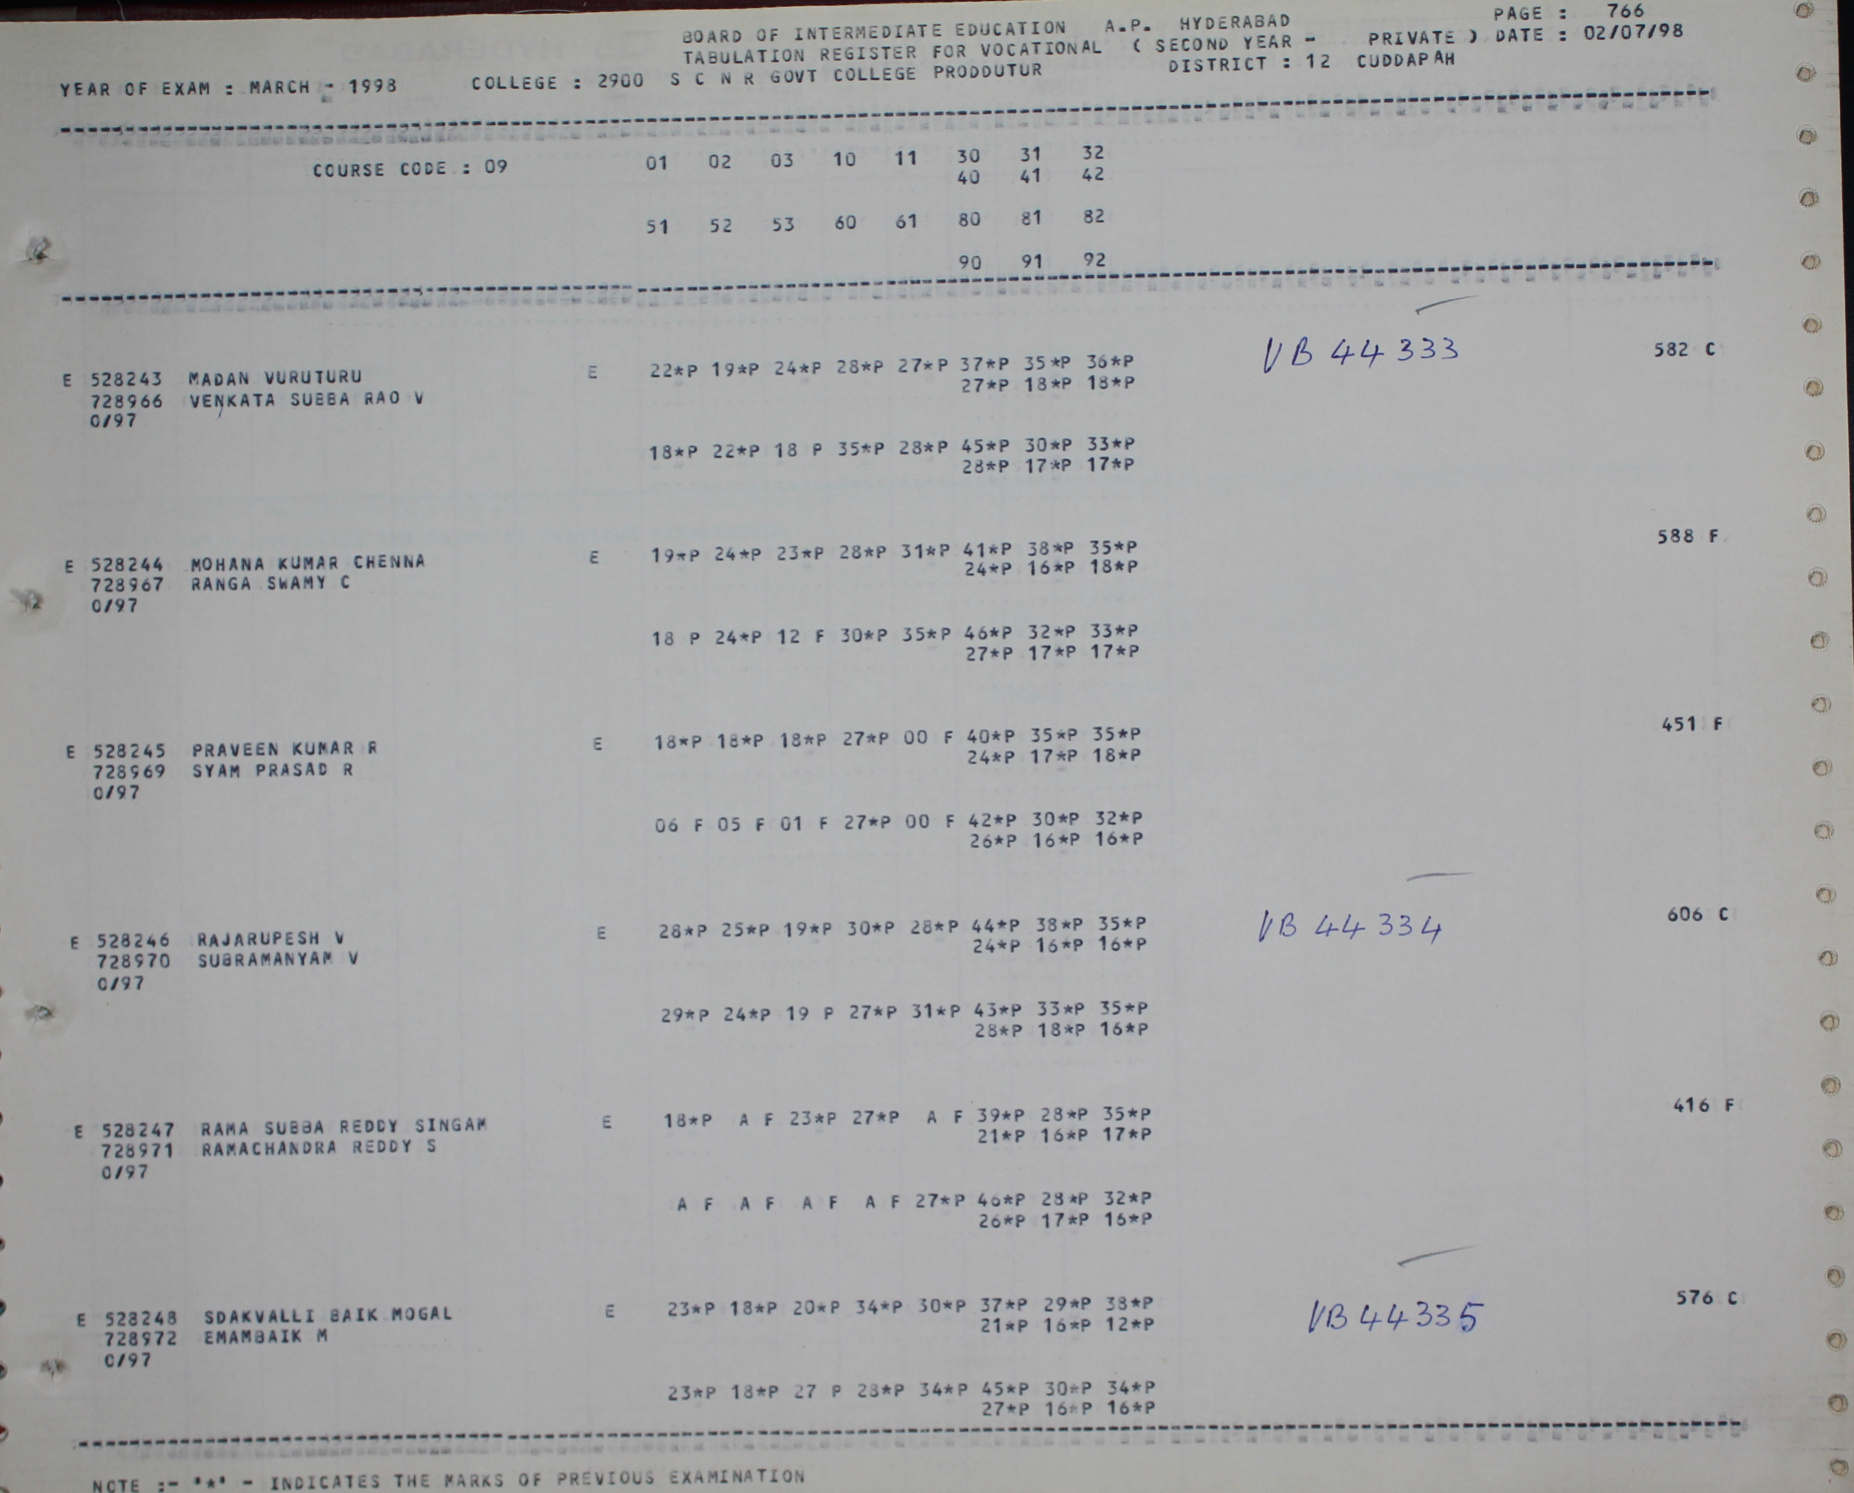 BOARD OF INTERMEDIATE EDUCATION A.P. HYDERABAD PAGE : 766
TABULATION REGISTER FOR VOCATIONAL ( SECOND YEAR - PRIVATE ) DATE : 02/07/98
YEAR OF EXAM : MARCH - 1998 COLLEGE : 2900 S C N R GOVT COLLEGE PRODDUTUR DISTRICT : 12 CUDDAPAH
COURSE CODE : 09 01 02 03 10 11 30 31 32
40 41 42
51 52 53 60 61 80 81 82
90 91 92
E 528243 MADAN VURUTURU E 22*P 19*P 24*P 28*P 27*P 37*P 35*P 36*P VB 44333 582 C
728966 VENKATA SUBBA RAO V 27*P 18*P 18*P
0/97
18*P 22*P 18 P 35*P 28*P 45*P 30*P 33*P
28*P 17*P 17*P
E 528244 MOHANA KUMAR CHENNA E 19*P 24*P 23*P 28*P 31*P 41*P 38*P 35*P 588 F
728967 RANGA SWAMY C 24*P 16*P 18*P
0/97
18 P 24*P 12 F 30*P 35*P 46*P 32*P 33*P
27*P 17*P 17*P
E 528245 PRAVEEN KUMAR R E 18*P 18*P 18*P 27*P 00 F 40*P 35*P 35*P 451 F
728969 SYAM PRASAD R 24*P 17*P 18*P
0/97
06 F 05 F 01 F 27*P 00 F 42*P 30*P 32*P
26*P 16*P 16*P
E 528246 RAJARUPESH V E 28*P 25*P 19*P 30*P 28*P 44*P 38*P 35*P VB 44334 606 C
728970 SUBRAMANYAM V 24*P 16*P 16*P
0/97
29*P 24*P 19 P 27*P 31*P 43*P 33*P 35*P
28*P 18*P 16*P
E 528247 RAMA SUBBA REDDY SINGAM E 18*P A F 23*P 27*P A F 39*P 28*P 35*P 416 F
728971 RAMACHANDRA REDDY S 21*P 16*P 17*P
0/97
A F A F A F A F 27*P 46*P 28*P 32*P
26*P 17*P 16*P
E 528248 SDAKVALLI BAIK MOGAL E 23*P 18*P 20*P 34*P 30*P 37*P 29*P 38*P VB 44335 576 C
728972 EMAMBAIK M 21*P 16*P 12*P
0/97
23*P 18*P 27 P 28*P 34*P 45*P 30*P 34*P
27*P 16*P 16*P
NOTE :- '*' - INDICATES THE MARKS OF PREVIOUS EXAMINATION